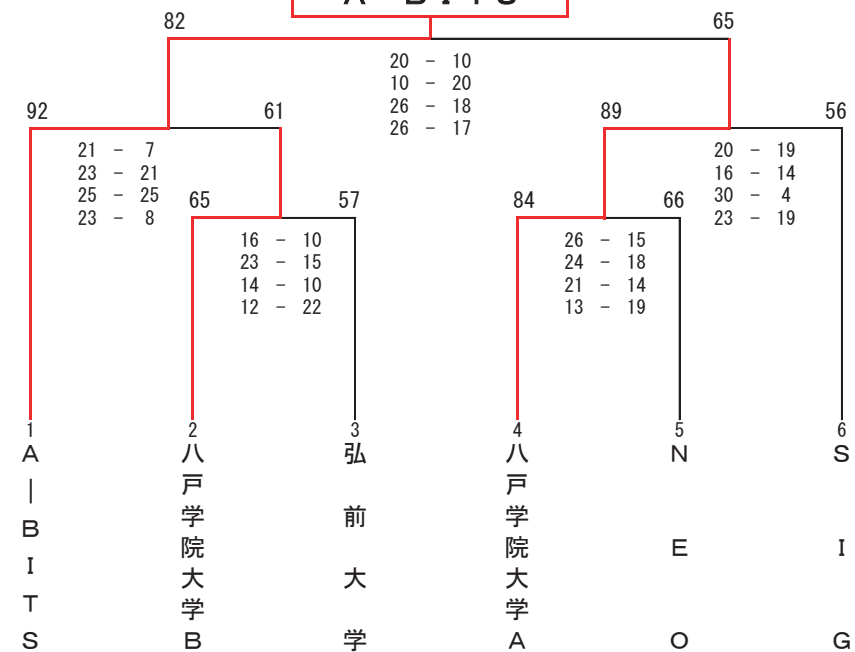 A-BITS
82 65
20 - 10
10 - 20
26 - 18
26 - 17
92 61
21 - 7
23 - 21
25 - 25
23 - 8
89 56
20 - 19
16 - 14
30 - 4
23 - 19
65 57
16 - 10
23 - 15
14 - 10
12 - 22
84 66
26 - 15
24 - 18
21 - 14
13 - 19
1
A-BITS
2
八戸学院大学B
3
弘前大学
4
八戸学院大学A
5
NEO
6
SIG